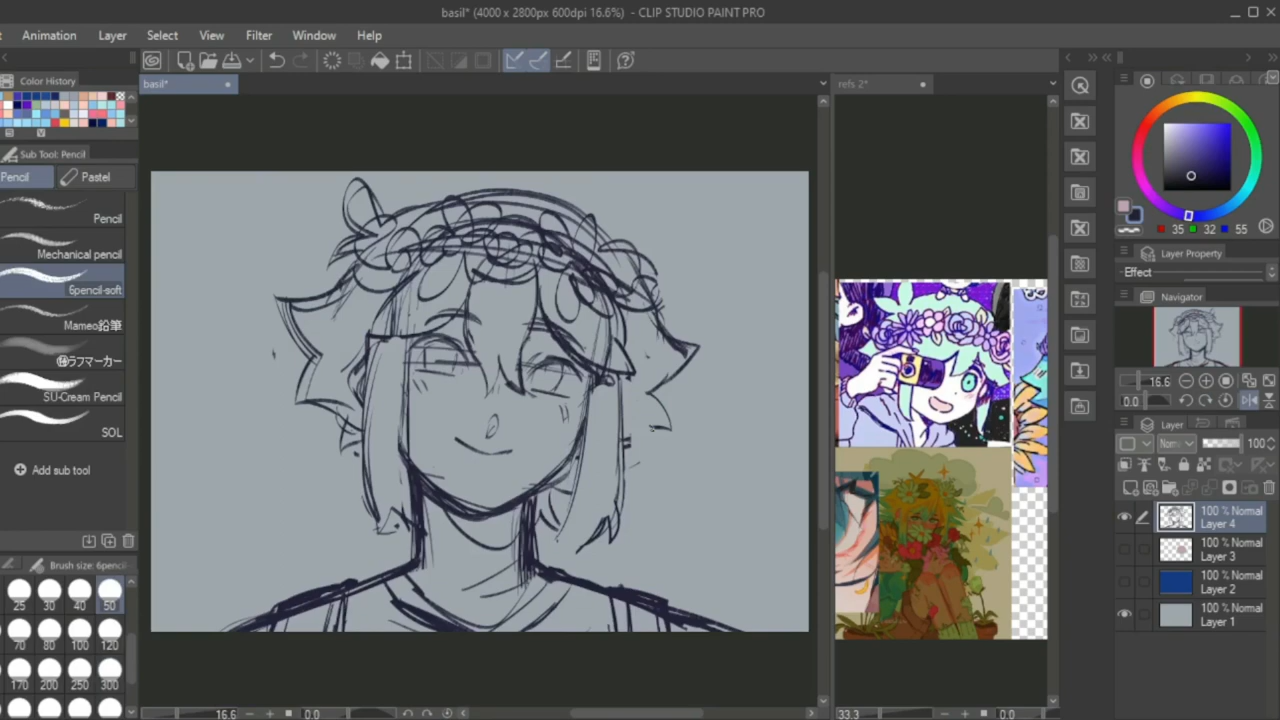 basil* (4000 x 2800px 600dpi 16.6%) - CLIP STUDIO PAINT PRO
Animation Layer Select View Filter Window Help
Color History
basil*
refs 2*
Sub Tool: Pencil
Pencil
Pastel
Pencil
Mechanical pencil
6pencil-soft
Mameo鉛筆
ラフマーカー
SU-Cream Pencil
SOL
Add sub tool
Brush size: 6pencil-
25 30 40 50
70 80 100 120
170 200 250 300
16.6 0.0
33.3 0.0
35 32 55
Layer Property
Effect
Navigator
16.6
0.0
Layer
100
100 % Normal
Layer 4
100 % Normal
Layer 3
100 % Normal
Layer 2
100 % Normal
Layer 1